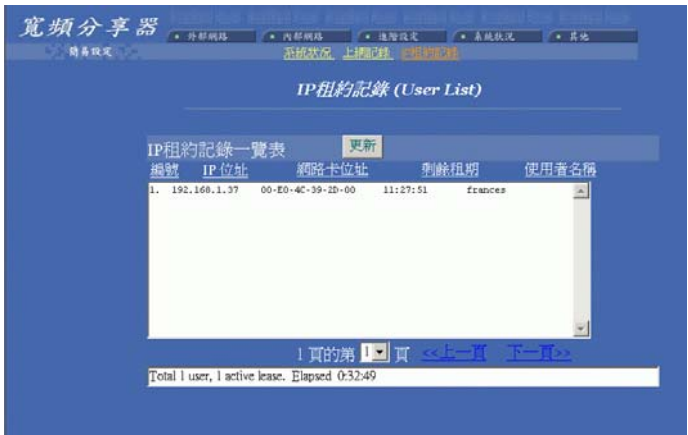 寬頻分享器
外部網路 內部網路 進階設定 系統狀況 其他
簡易設定
系統狀況 上網記錄 IP租約記錄
IP租約記錄 (User List)
IP租約記錄一覽表 更新
編號 IP位址 網路卡位址 剩餘租期 使用者名稱
1. 192.168.1.37 00-E0-4C-39-2D-00 11:27:51 frances
1 頁的第 1 頁 <<上一頁 下一頁>>
Total 1 user, 1 active lease. Elapsed 0:32:49